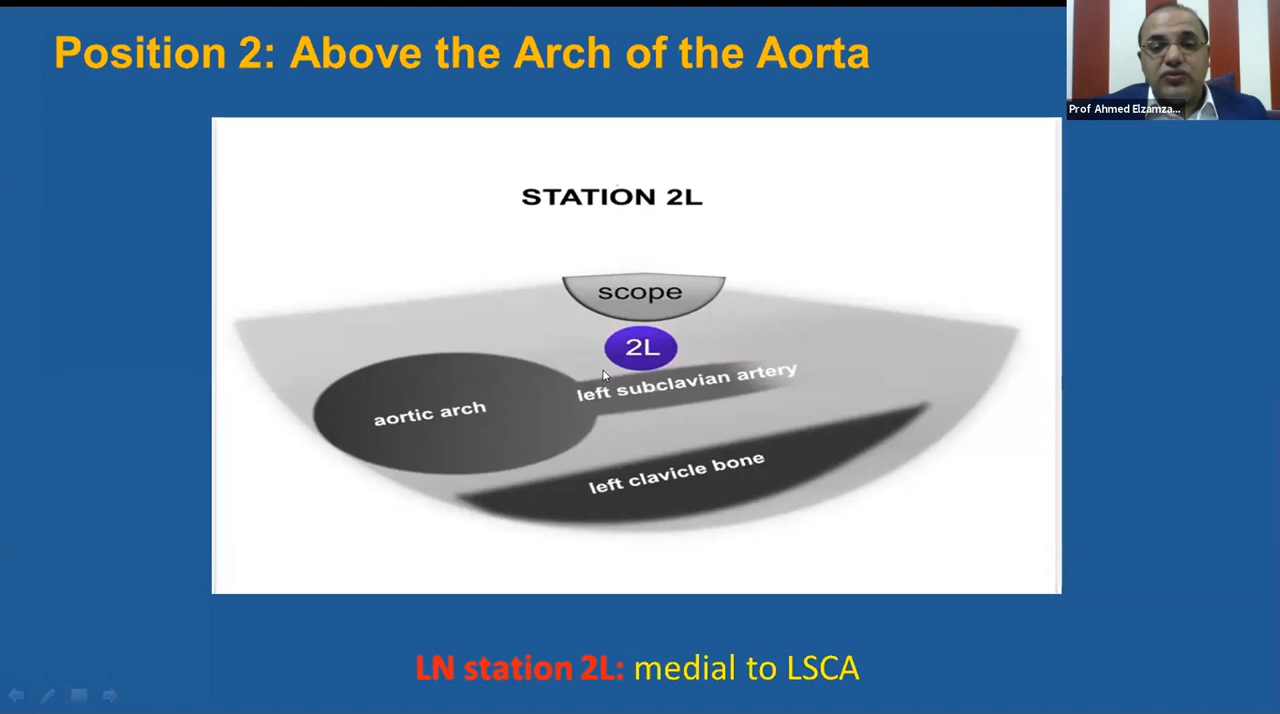 Position 2: Above the Arch of the Aorta
Prof Ahmed Elzamza...
STATION 2L
scope
2L
left subclavian artery
aortic arch
left clavicle bone
LN station 2L: medial to LSCA